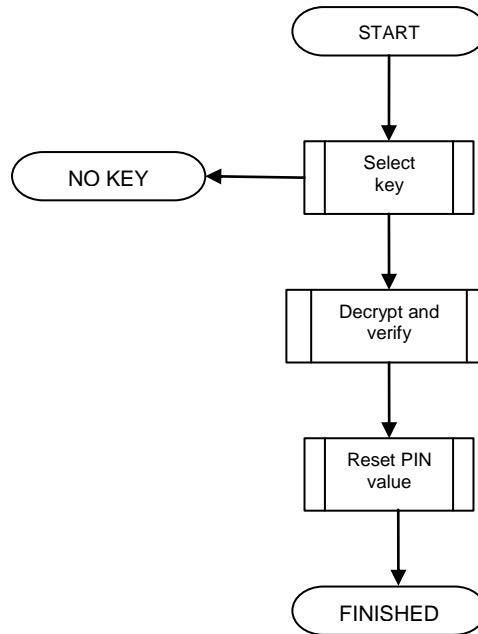 START
Select
key
NO KEY
Decrypt and
verify
Reset PIN
value
FINISHED